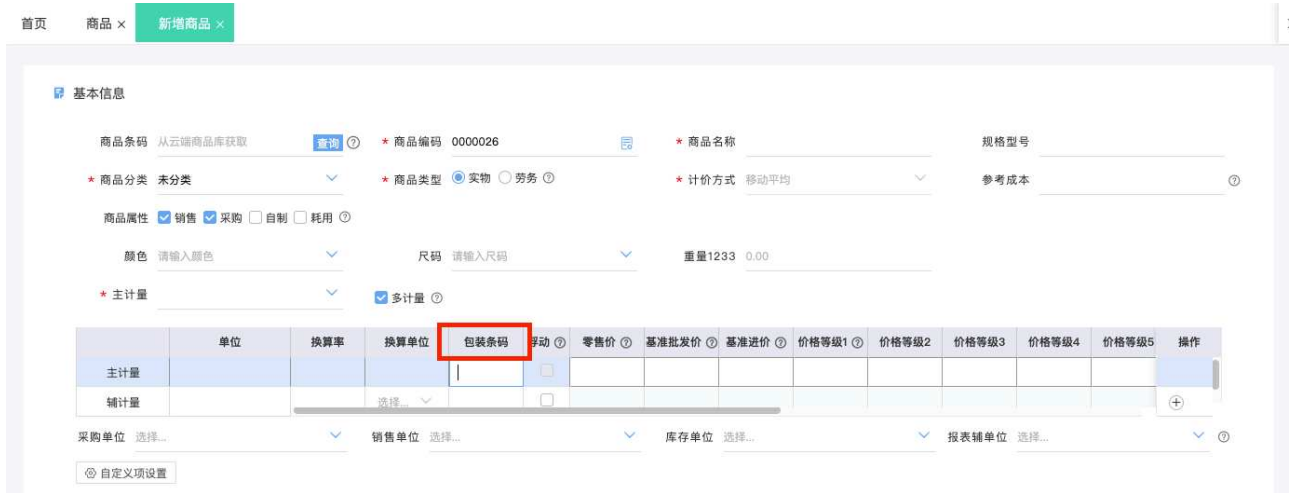 首页 商品 × 新增商品 ×
基本信息
商品条码 从云端商品库获取 查询 ? * 商品编码 0000026 * 商品名称 规格型号
* 商品分类 未分类 * 商品类型 实物 劳务 ? * 计价方式 移动平均 参考成本 ?
商品属性 销售 采购 自制 耗用 ?
颜色 请输入颜色 尺码 请输入尺码 重量1233 0.00
* 主计量 多计量 ?
单位 换算率 换算单位 包装条码 浮动 ? 零售价 ? 基准批发价 ? 基准进价 ? 价格等级1 ? 价格等级2 价格等级3 价格等级4 价格等级5 操作
主计量
辅计量 选择...
采购单位 选择... 销售单位 选择... 库存单位 选择... 报表辅单位 选择... ?
自定义项设置